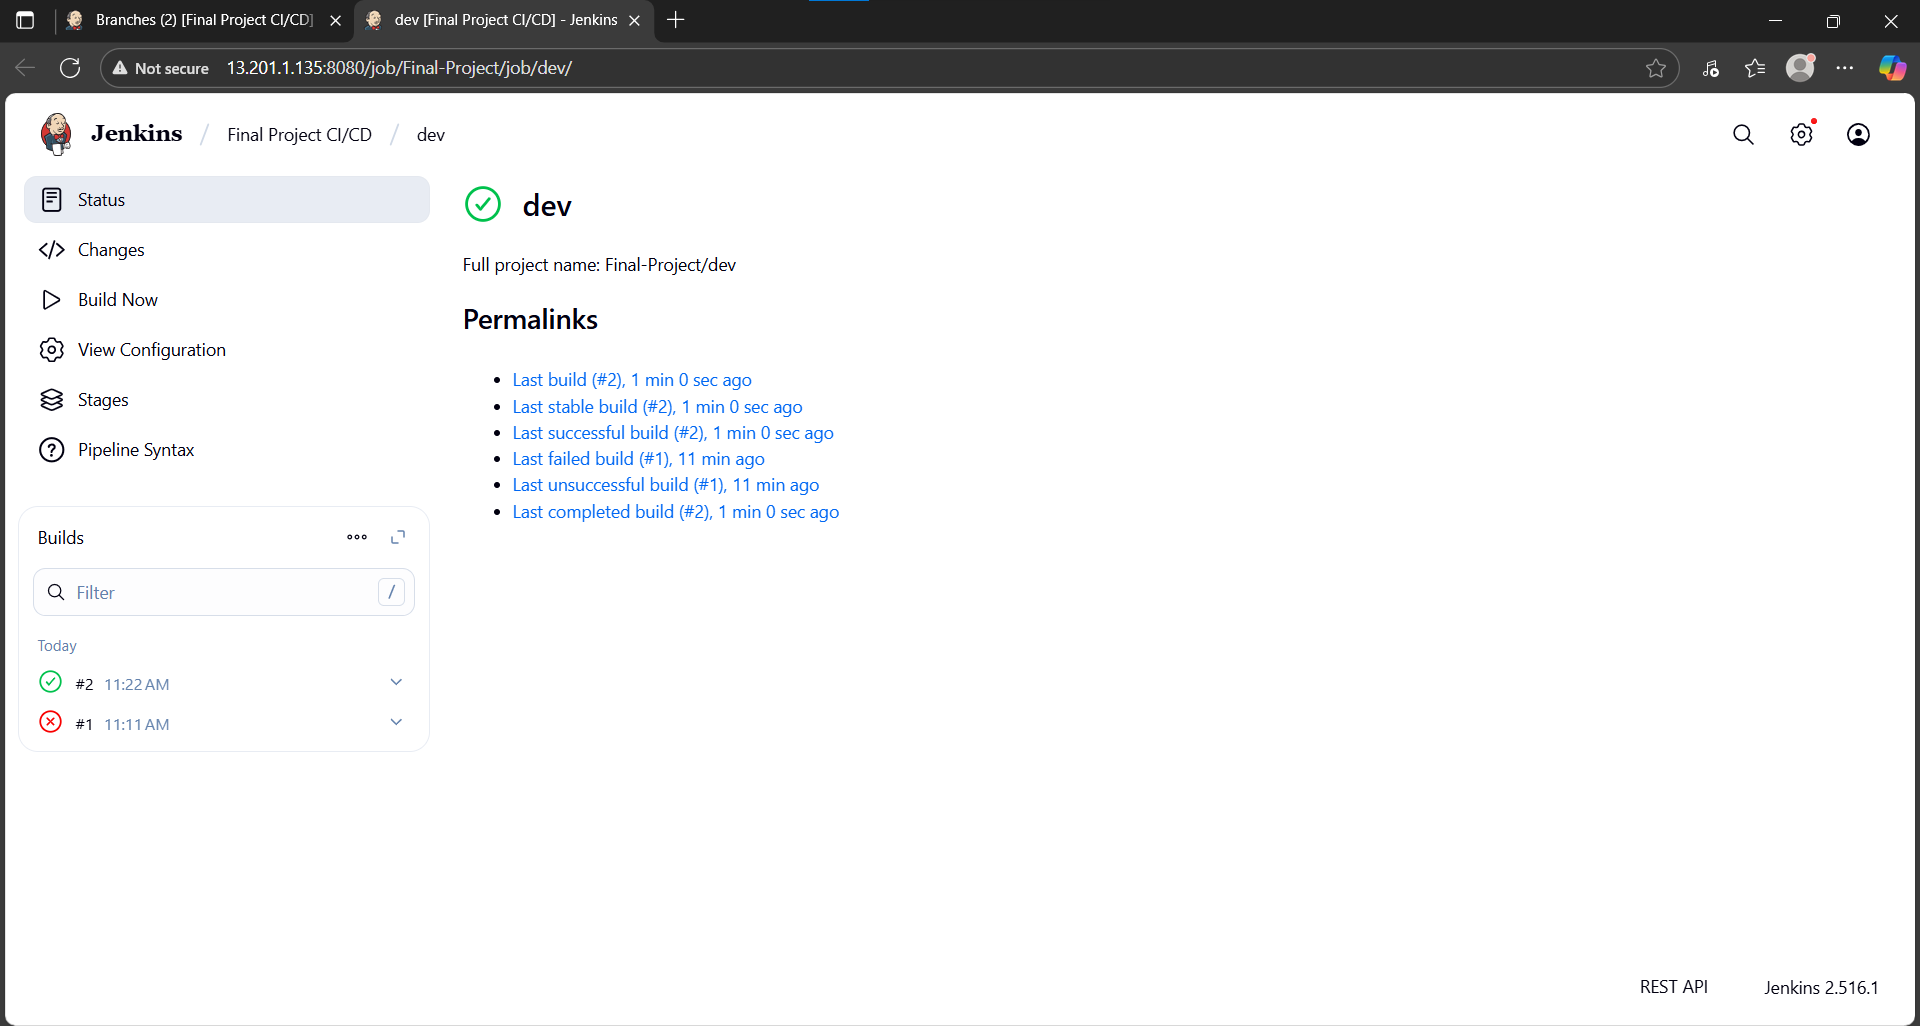 Branches (2) [Final Project CI/CD]
dev [Final Project CI/CD] - Jenkins
Not secure 13.201.1.135:8080/job/Final-Project/job/dev/
Jenkins / Final Project CI/CD / dev
Status
Changes
Build Now
View Configuration
Stages
Pipeline Syntax
Builds
Filter /
Today
#2 11:22 AM
#1 11:11 AM
dev
Full project name: Final-Project/dev
Permalinks
Last build (#2), 1 min 0 sec ago
Last stable build (#2), 1 min 0 sec ago
Last successful build (#2), 1 min 0 sec ago
Last failed build (#1), 11 min ago
Last unsuccessful build (#1), 11 min ago
Last completed build (#2), 1 min 0 sec ago
REST API
Jenkins 2.516.1